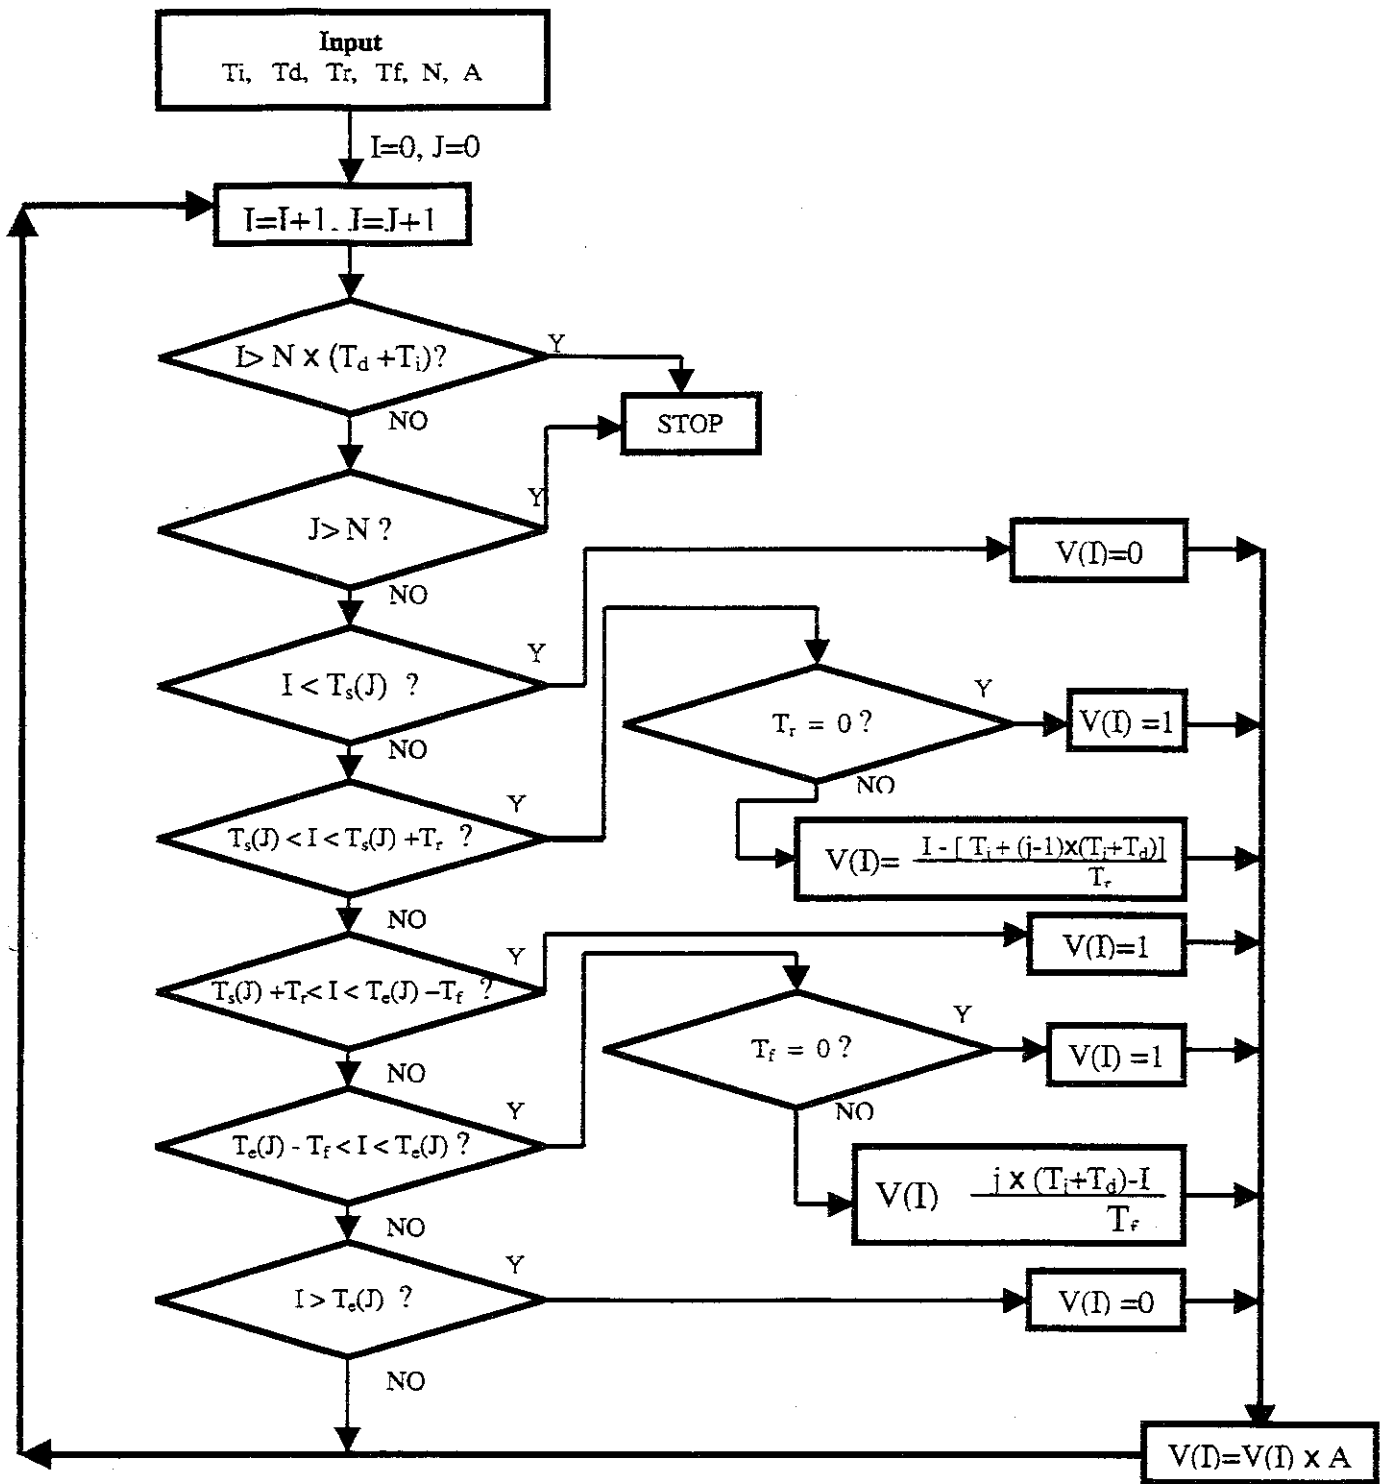 Input
Ti, Td, Tr, Tf, N, A
I=0, J=0
I=I+1, J=J+1
I> N x (Td +Ti)?
Y
NO
STOP
J> N ?
Y
NO
V(I)=0
I < Ts(J) ?
Y
NO
Tr = 0 ?
Y
V(I) =1
NO
Ts(J) < I < Ts(J) +Tr ?
Y
NO
V(I)= I - [ Ti + (j-1)x(Ti+Td)]
Tr
Ts(J) +Tr< I < Te(J) –Tf ?
Y
NO
V(I)=1
Tf = 0 ?
Y
V(I) =1
NO
Te(J) - Tf < I < Te(J) ?
Y
NO
V(I) j x (Ti+Td)-I
Tf
I > Te(J) ?
Y
NO
V(I) =0
V(I)=V(I) x A